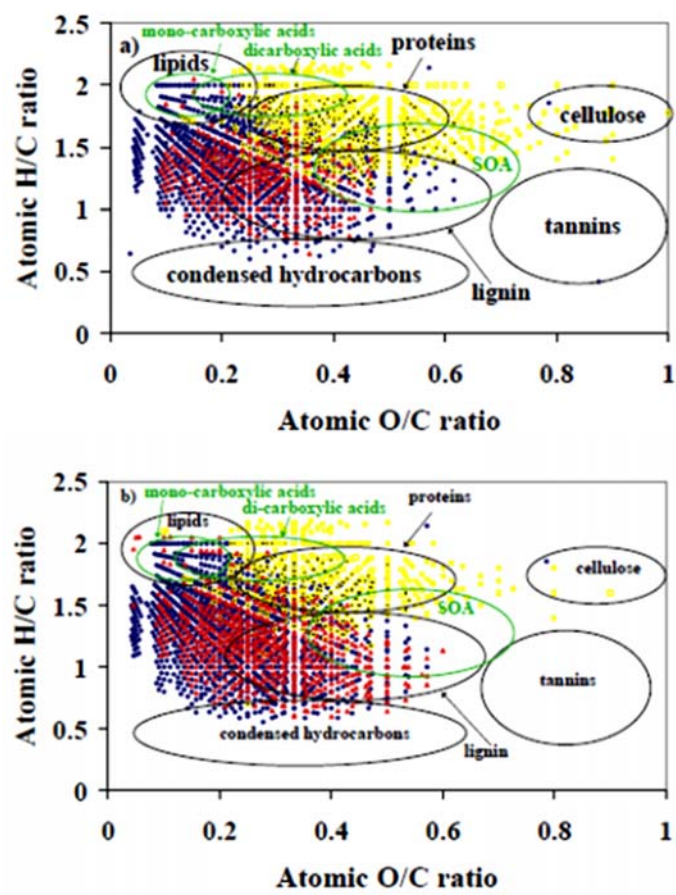 2.5
a)
mono-carboxylic acids
dicarboxylic acids
proteins
lipids
2
cellulose
1.5
SOA
Atomic H/C ratio
1
tannins
0.5
condensed hydrocarbons
lignin
0
0 0.2 0.4 0.6 0.8 1
Atomic O/C ratio
2.5
b)
mono-carboxylic acids
di-carboxylic acids
proteins
lipids
2
cellulose
1.5
SOA
Atomic H/C ratio
1
tannins
0.5
condensed hydrocarbons
lignin
0
0 0.2 0.4 0.6 0.8 1
Atomic O/C ratio